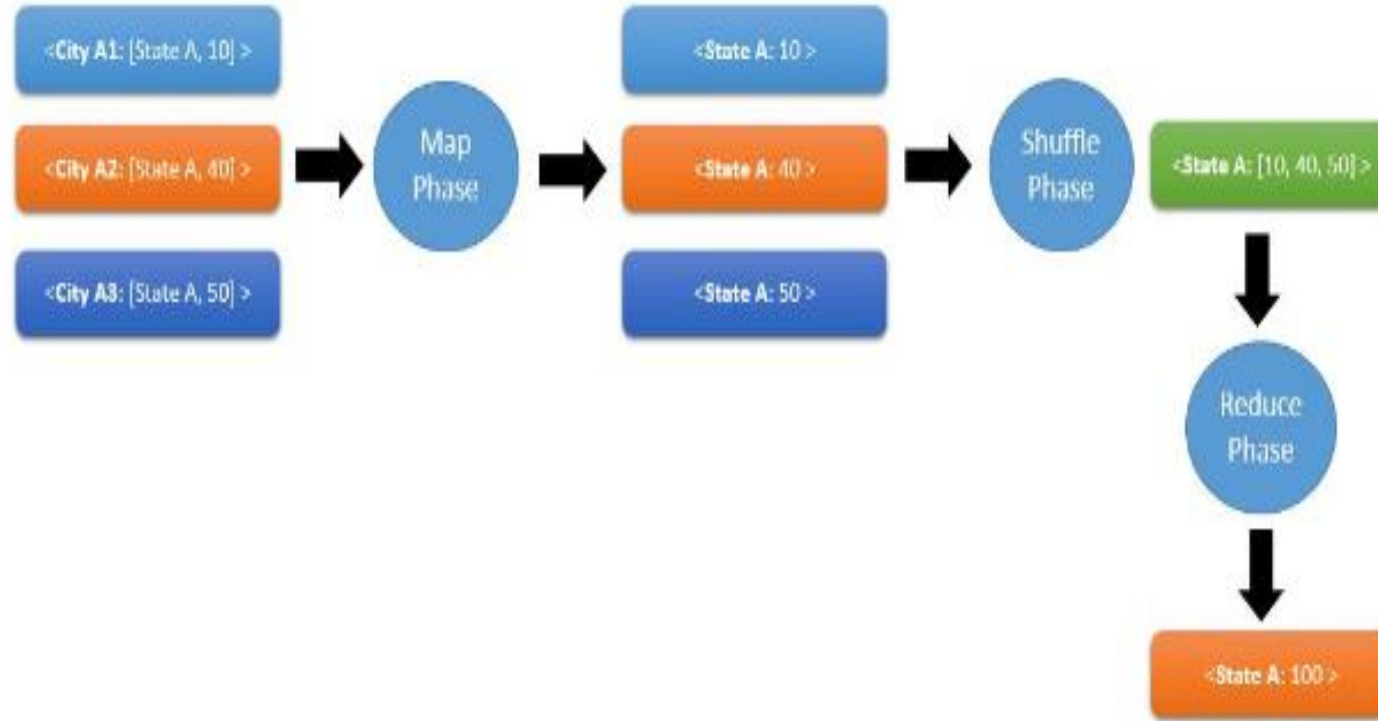 <City A1: [State A, 10] >
<State A: 10 >
<City A2: [State A, 40] >
Map
Phase
<State A: 40 >
Shuffle
Phase
<State A: [10, 40, 50] >
<City A3: [State A, 50] >
<State A: 50 >
Reduce
Phase
<State A: 100 >